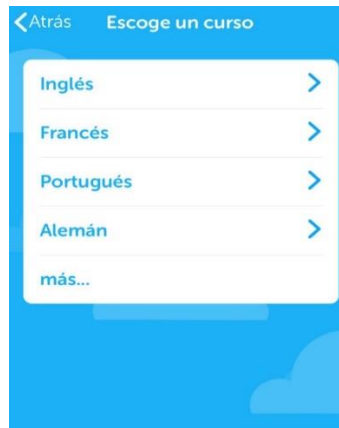 Atrás Escoge un curso
Inglés
Francés
Portugués
Alemán
más...